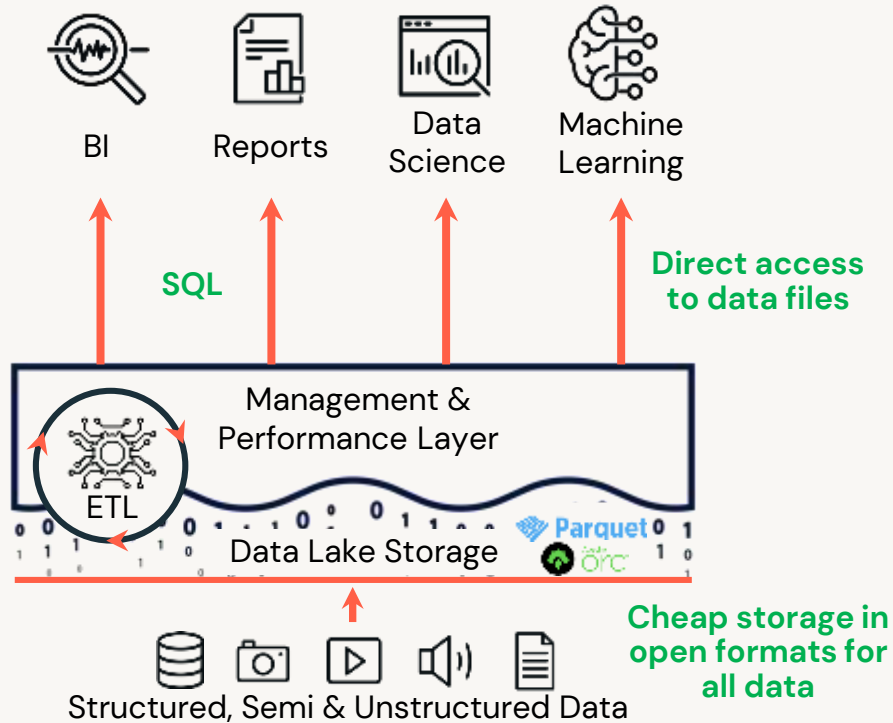 BI
Reports
Data
Science
Machine
Learning
SQL
Direct access
to data files
Management &
Performance Layer
ETL
Data Lake Storage
Parquet
orc
Cheap storage in
open formats for
all data
Structured, Semi & Unstructured Data